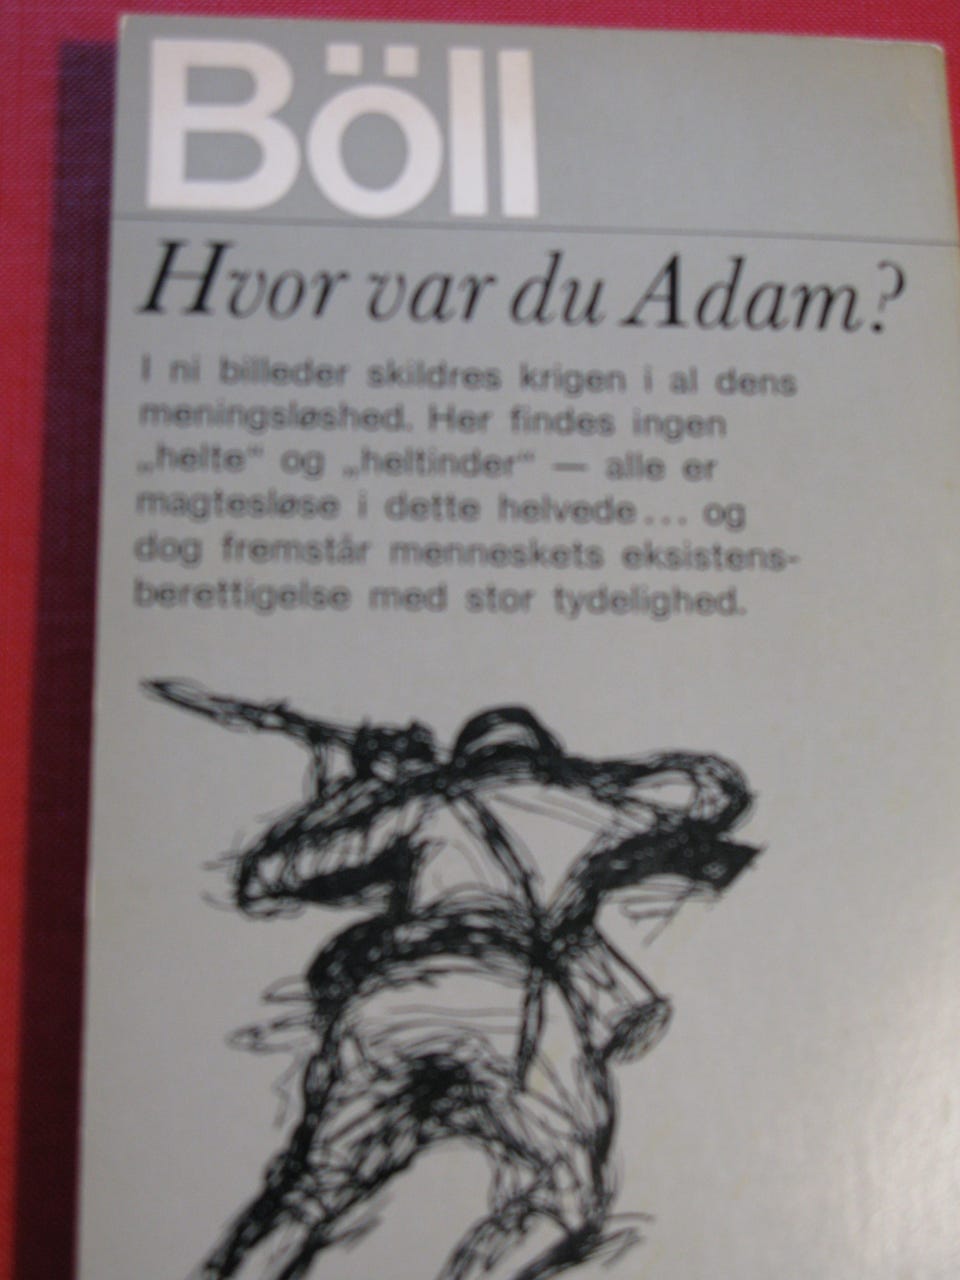 Böll
Hvor var du Adam?
I ni billeder skildres krigen i al dens
meningsløshed. Her findes ingen
„helte“ og „heltinder“ — alle er
magtesløse i dette helvede... og
dog fremstår menneskets eksistens-
berettigelse med stor tydelighed.